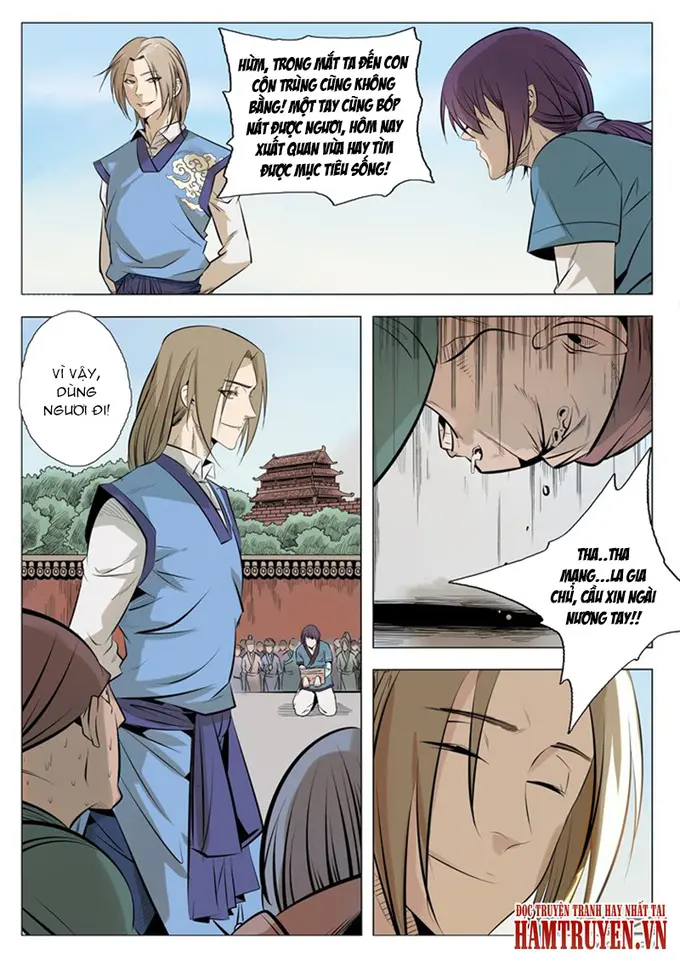 HỪM, TRONG MẮT TA ĐẾN CON
CÔN TRÙNG CŨNG KHÔNG
BẰNG! MỘT TAY CŨNG BÓP
NÁT ĐƯỢC NGƯƠI, HÔM NAY
XUẤT QUAN VỪA HAY TÌM
ĐƯỢC MỤC TIÊU SỐNG!
VÌ VẬY,
DÙNG
NGƯƠI ĐI!
THA..THA
MẠNG...LA GIA
CHỦ, CẦU XIN NGÀI
NƯƠNG TAY!!
ĐỌC TRUYỆN TRANH HAY NHẤT TẠI
HAMTRUYEN.VN